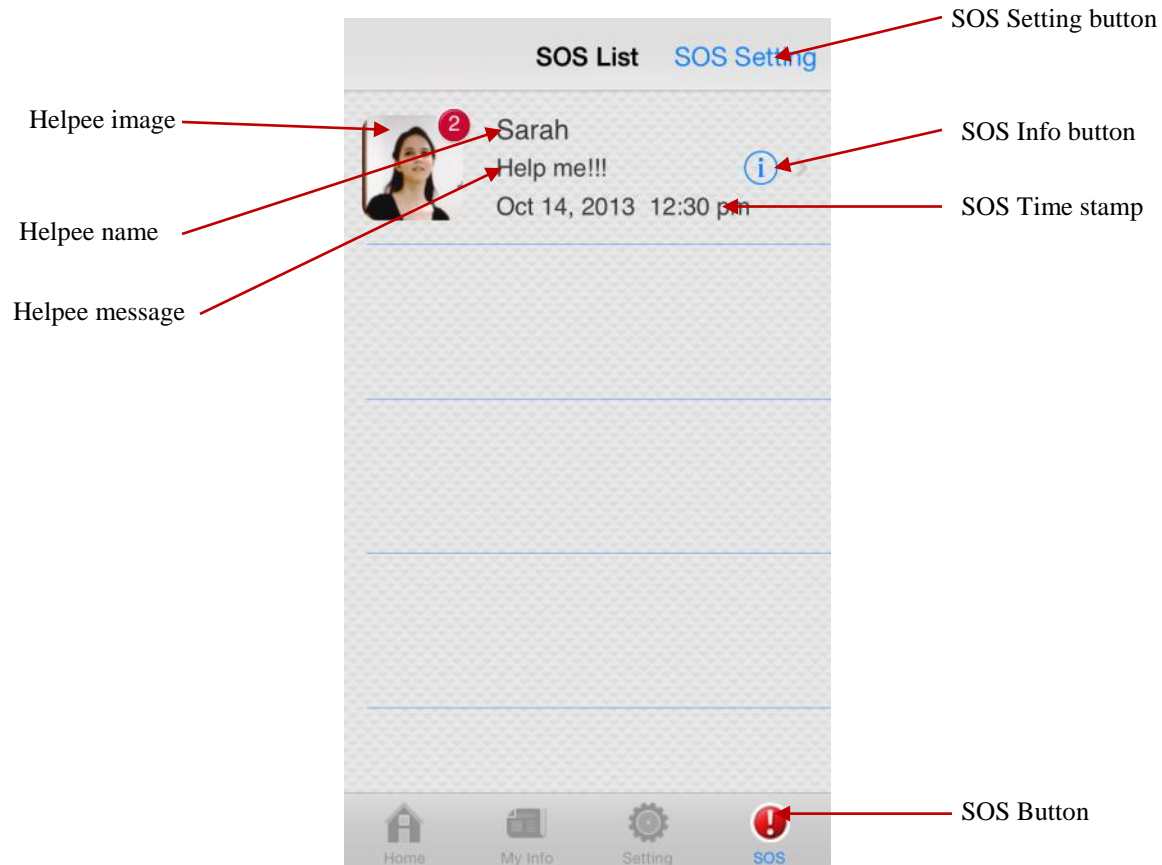 SOS Setting button
SOS List SOS Setting
Helpee image
2
Sarah
SOS Info button
Help me!!!
i
Oct 14, 2013 12:30 pm
SOS Time stamp
Helpee name
Helpee message
SOS Button
Home My Info Setting SOS